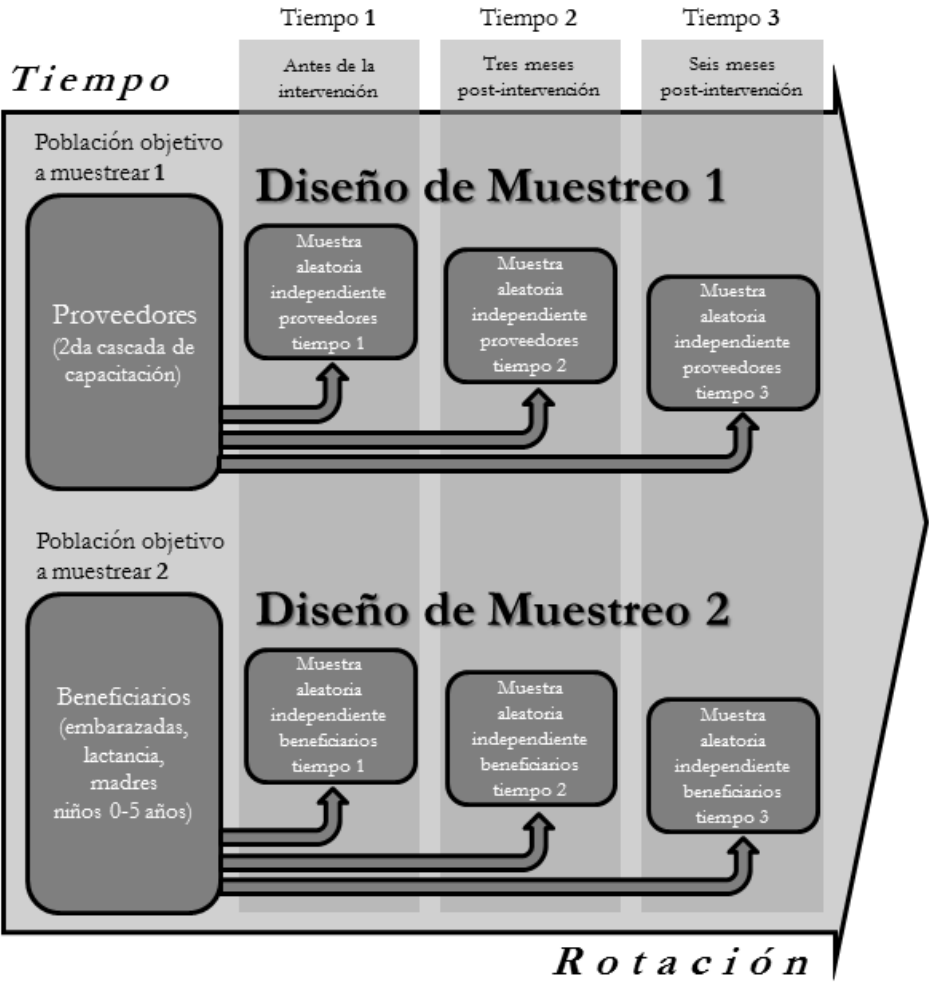 Tiempo 1
Tiempo 2
Tiempo 3
Tiempo
Antes de la
intervención
Tres meses
post-intervención
Seis meses
post-intervención
Población objetivo
a muestrear 1
Diseño de Muestreo 1
Proveedores
(2da cascada de
capacitación)
Muestra
aleatoria
independiente
proveedores
tiempo 1
Muestra
aleatoria
independiente
proveedores
tiempo 2
Muestra
aleatoria
independiente
proveedores
tiempo 3
Población objetivo
a muestrear 2
Diseño de Muestreo 2
Beneficiarios
(embarazadas,
lactancia,
madres
niños 0-5 años)
Muestra
aleatoria
independiente
beneficiarios
tiempo 1
Muestra
aleatoria
independiente
beneficiarios
tiempo 2
Muestra
aleatoria
independiente
beneficiarios
tiempo 3
Rotación